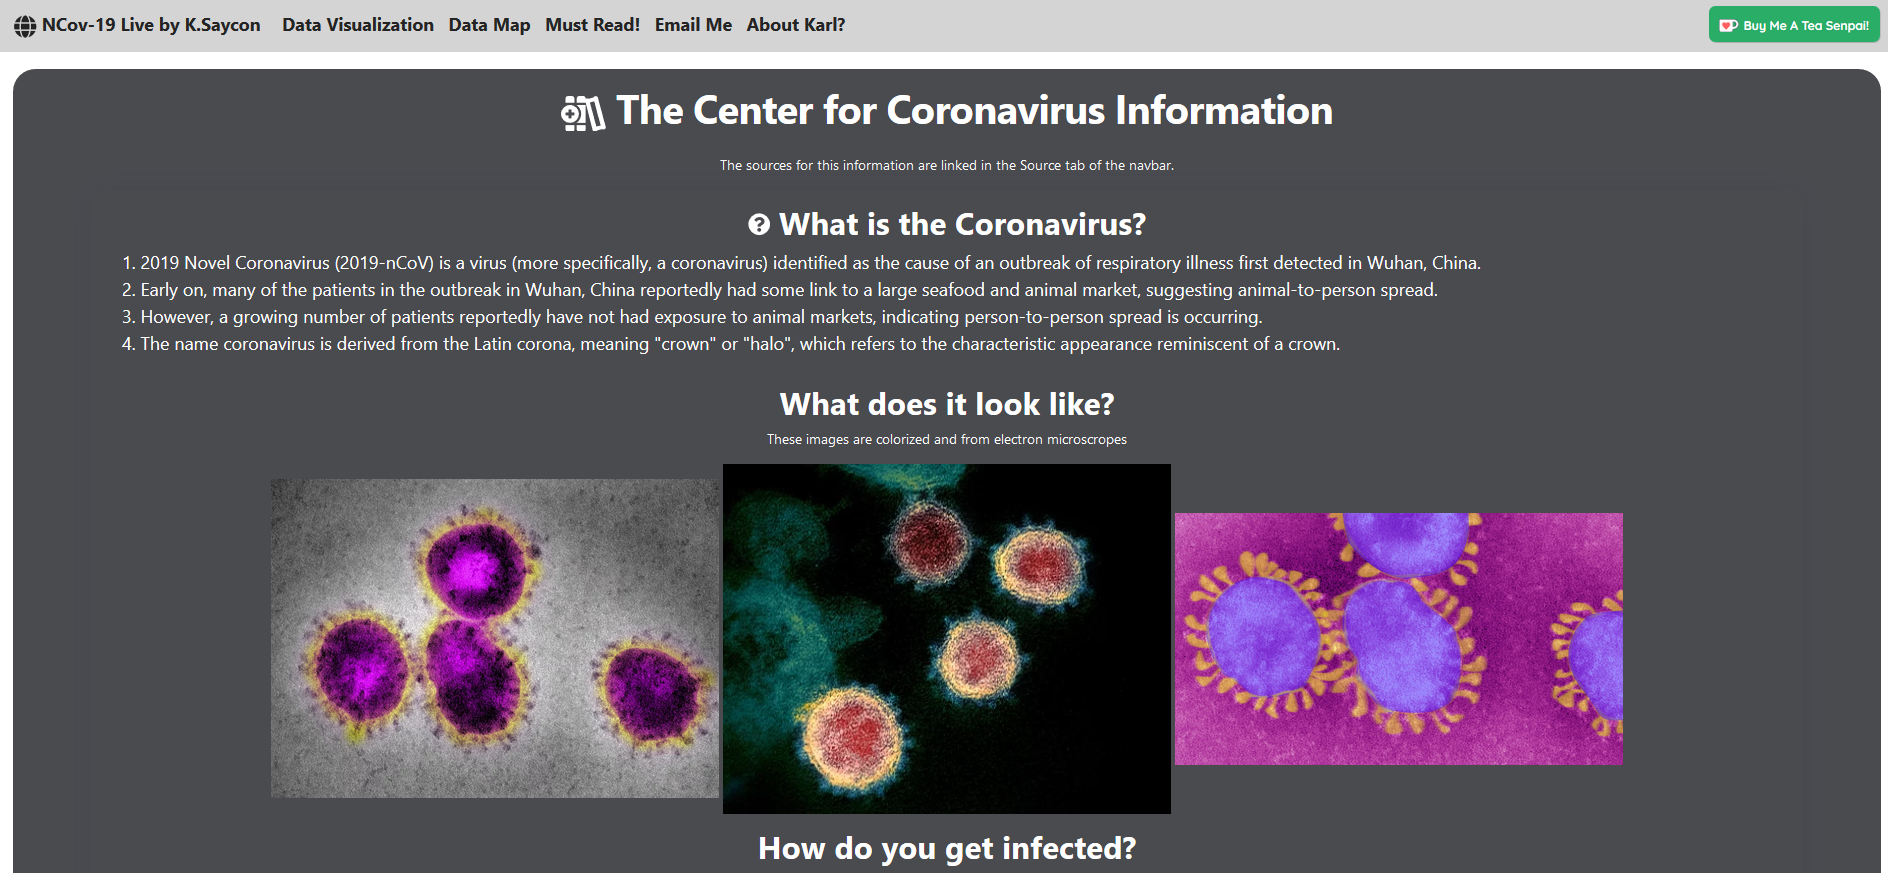 NCov-19 Live by K.Saycon Data Visualization Data Map Must Read! Email Me About Karl? Buy Me A Tea Senpai!
The Center for Coronavirus Information
The sources for this information are linked in the Source tab of the navbar.
What is the Coronavirus?
1. 2019 Novel Coronavirus (2019-nCoV) is a virus (more specifically, a coronavirus) identified as the cause of an outbreak of respiratory illness first detected in Wuhan, China.
2. Early on, many of the patients in the outbreak in Wuhan, China reportedly had some link to a large seafood and animal market, suggesting animal-to-person spread.
3. However, a growing number of patients reportedly have not had exposure to animal markets, indicating person-to-person spread is occurring.
4. The name coronavirus is derived from the Latin corona, meaning "crown" or "halo", which refers to the characteristic appearance reminiscent of a crown.
What does it look like?
These images are colorized and from electron microscopes
How do you get infected?